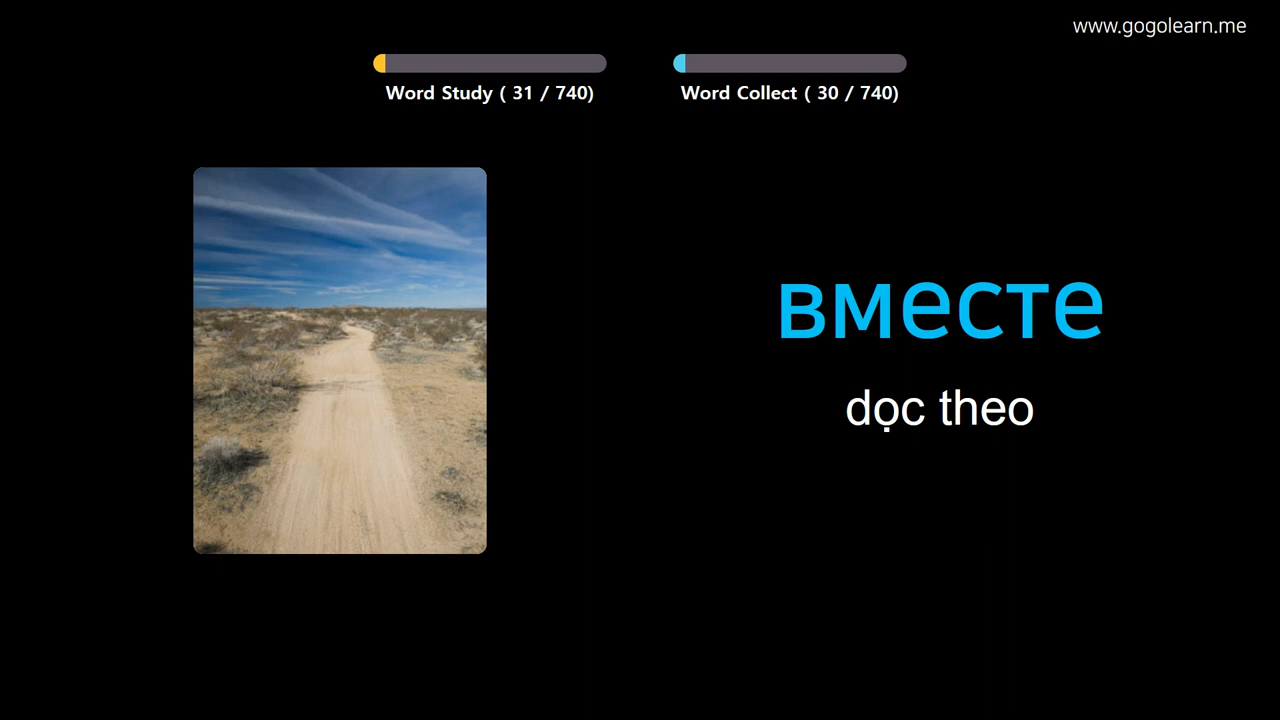 www.gogolearn.me
Word Study ( 31 / 740)
Word Collect ( 30 / 740)
вместе
dọc theo